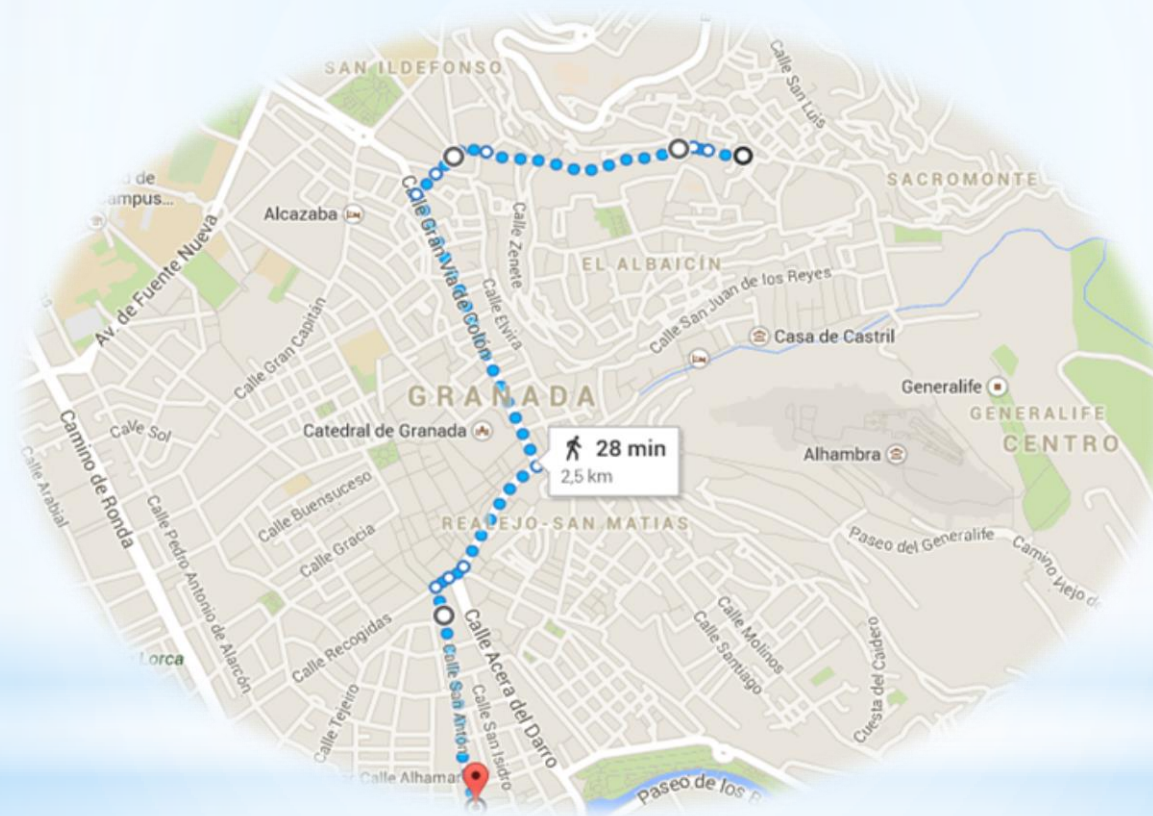 SAN ILDEFONSO
Calle San Luis
d de
ampus...
SACROMONTE
Alcazaba
Calle Gran Vía de Colón
Calle Zenete
Av. de Fuente Nueva
EL ALBAICÍN
Calle San Juan de los Reyes
Calle Elvira
Calle Gran Capitán
Casa de Castril
GRANADA
Generalife
GENERALIFE
CENTRO
Camino de Ronda
CaVe Sol
Catedral de Granada
28 min
2,5 km
Alhambra
Calle Arabial
Calle Buensuceso
REALEJO-SAN MATIAS
Calle Gracia
Calle Pedro Antonio de Alarcón
Paseo del Generalife
Camino Viejo de
Calle Recogidas
Calle Acera del Darro
Calle Molinos
Calle Santiago
Cuesta del Caidero
Lorca
Calle San Antón
Calle San Isidro
Calle Tejeiro
Calle Alhamar
Paseo de los